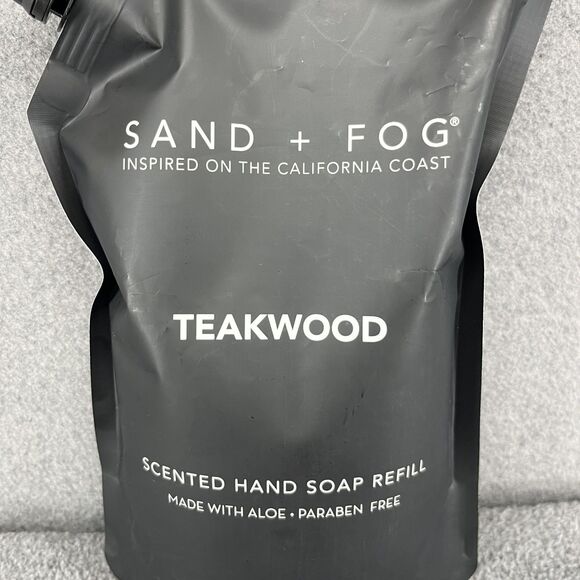 SAND + FOG®
INSPIRED ON THE CALIFORNIA COAST
TEAKWOOD
SCENTED HAND SOAP REFILL
MADE WITH ALOE • PARABEN FREE